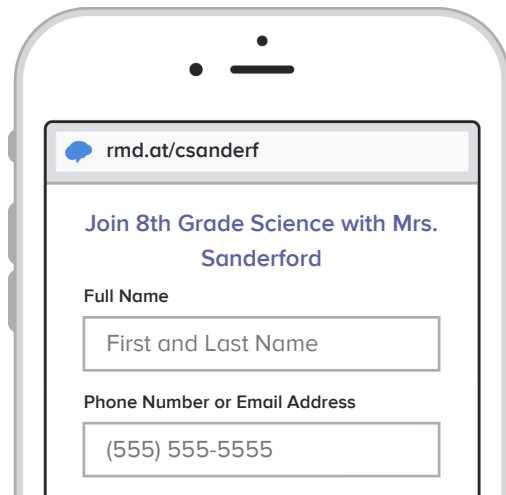 rmd.at/csanderf
Join 8th Grade Science with Mrs.
Sanderford
Full Name
First and Last Name
Phone Number or Email Address
(555) 555-5555